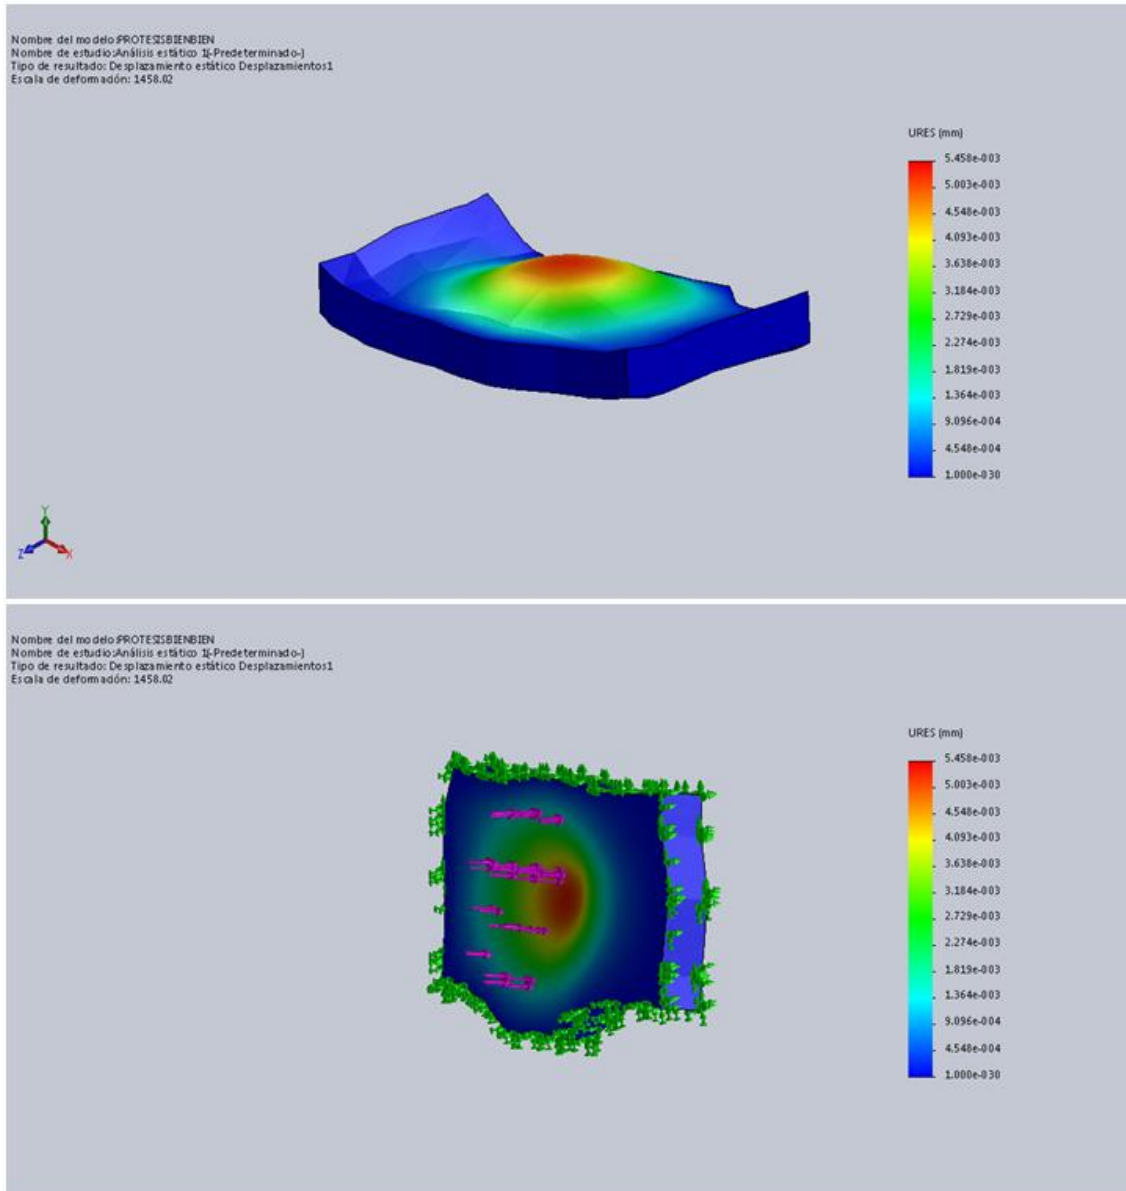 Nombre del modelo:PROTESISBIENBIEN
Nombre de estudio:Análisis estático 1(-Predeterminado-)
Tipo de resultado: Desplazamiento estático Desplazamientos1
Escala de deformación: 1458.02
URES (mm)
5.458e-003
5.003e-003
4.548e-003
4.093e-003
3.638e-003
3.184e-003
2.729e-003
2.274e-003
1.819e-003
1.364e-003
9.096e-004
4.548e-004
1.000e-030
Y
Z
X
Nombre del modelo:PROTESISBIENBIEN
Nombre de estudio:Análisis estático 1(-Predeterminado-)
Tipo de resultado: Desplazamiento estático Desplazamientos1
Escala de deformación: 1458.02
URES (mm)
5.458e-003
5.003e-003
4.548e-003
4.093e-003
3.638e-003
3.184e-003
2.729e-003
2.274e-003
1.819e-003
1.364e-003
9.096e-004
4.548e-004
1.000e-030